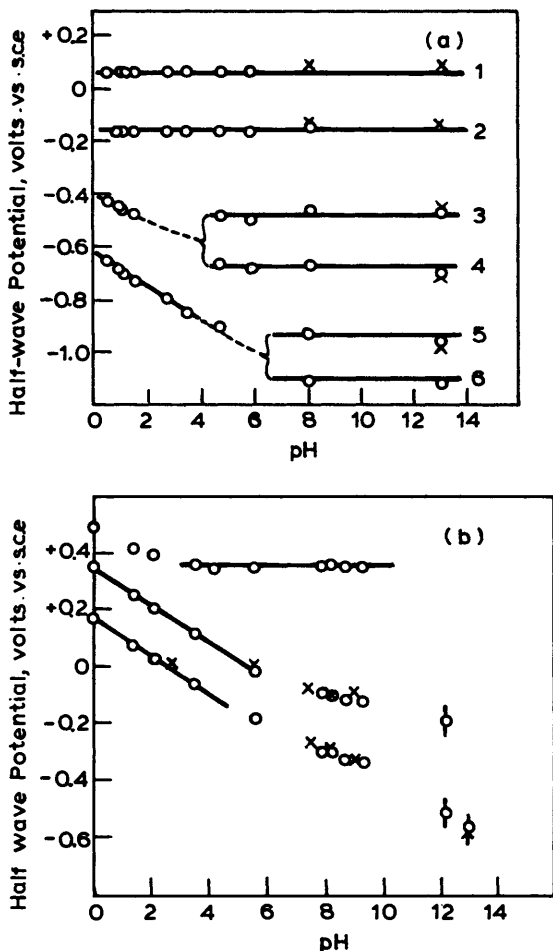 (a)
Half-wave Potential, volts.vs.s.c.e
+0.2
0
-0.2
-0.4
-0.6
-0.8
-1.0
1
2
3
4
5
6
0 2 4 6 8 10 12 14
pH
(b)
Half wave Potential, volts.vs.s.c.e
+0.4
+0.2
0
-0.2
-0.4
-0.6
0 2 4 6 8 10 12 14
pH